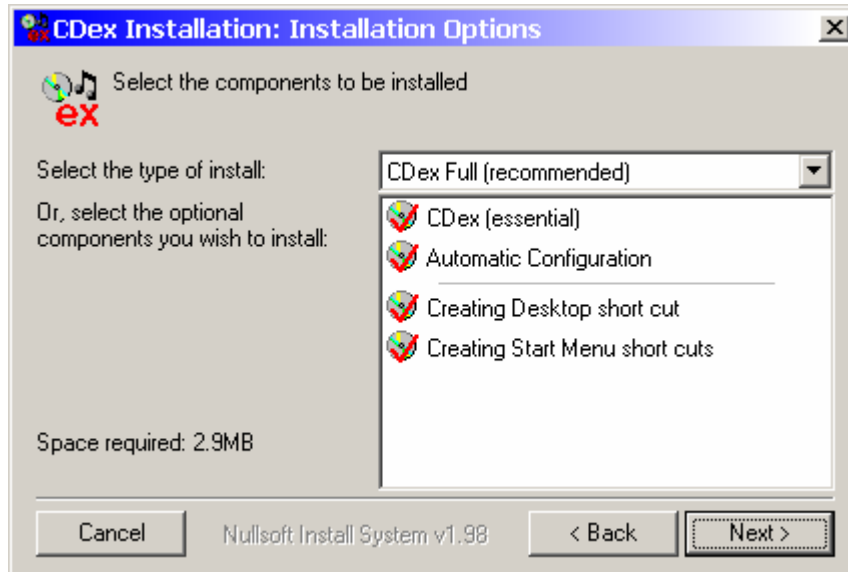 CDex Installation: Installation Options
ex
Select the components to be installed
ex
Select the type of install:
CDex Full (recommended)
Or, select the optional
components you wish to install:
CDex (essential)
Automatic Configuration
Creating Desktop short cut
Creating Start Menu short cuts
Space required: 2.9MB
Cancel
Nullsoft Install System v1.98
< Back
Next >